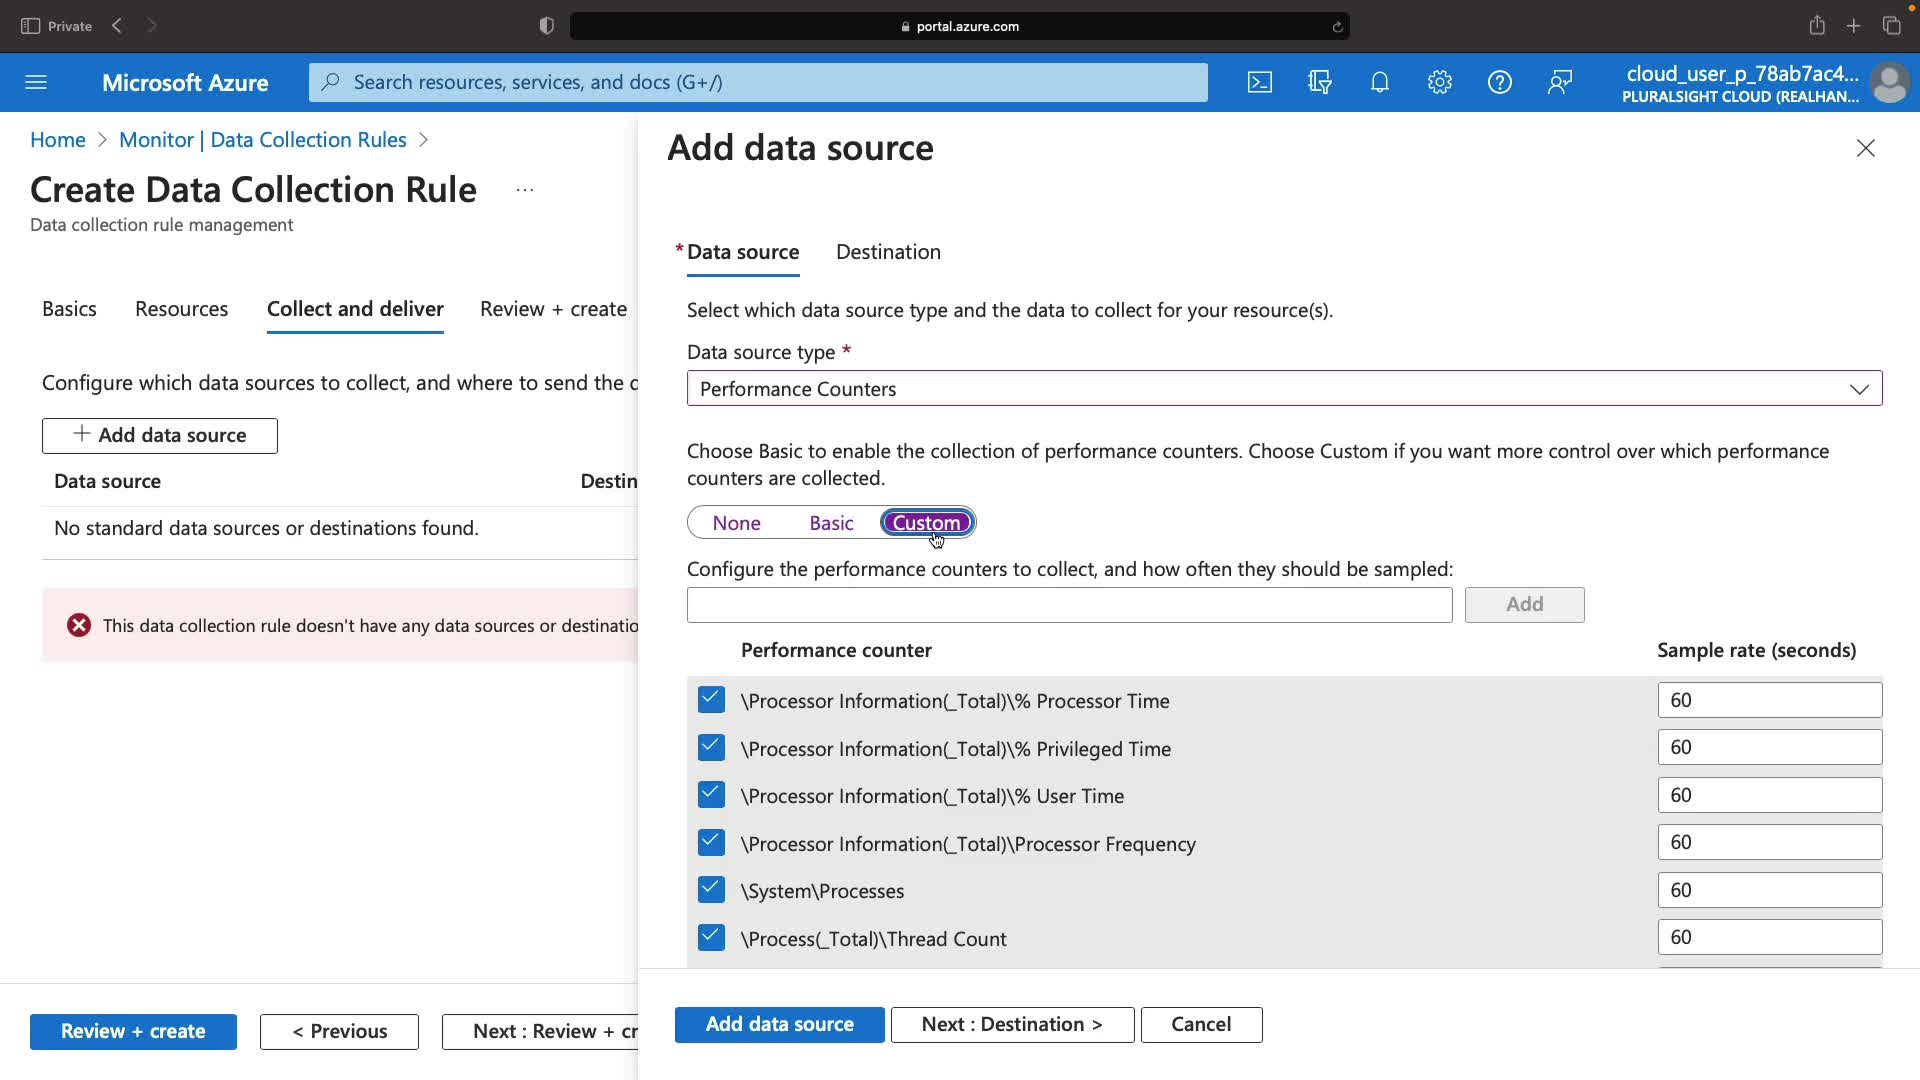 Private
portal.azure.com
Microsoft Azure
Search resources, services, and docs (G+/)
cloud_user_p_78ab7ac4...
PLURALSIGHT CLOUD (REALHAN...
Home > Monitor | Data Collection Rules >
Create Data Collection Rule ...
Data collection rule management
Basics Resources Collect and deliver Review + create
Configure which data sources to collect, and where to send the d
+ Add data source
Data source Destin
No standard data sources or destinations found.
This data collection rule doesn't have any data sources or destinatio
Review + create < Previous Next : Review + cr
Add data source
* Data source Destination
Select which data source type and the data to collect for your resource(s).
Data source type *
Performance Counters
Choose Basic to enable the collection of performance counters. Choose Custom if you want more control over which performance
counters are collected.
None Basic Custom
Configure the performance counters to collect, and how often they should be sampled:
Add
Performance counter Sample rate (seconds)
\Processor Information(_Total)\% Processor Time 60
\Processor Information(_Total)\% Privileged Time 60
\Processor Information(_Total)\% User Time 60
\Processor Information(_Total)\Processor Frequency 60
\System\Processes 60
\Process(_Total)\Thread Count 60
Add data source Next : Destination > Cancel